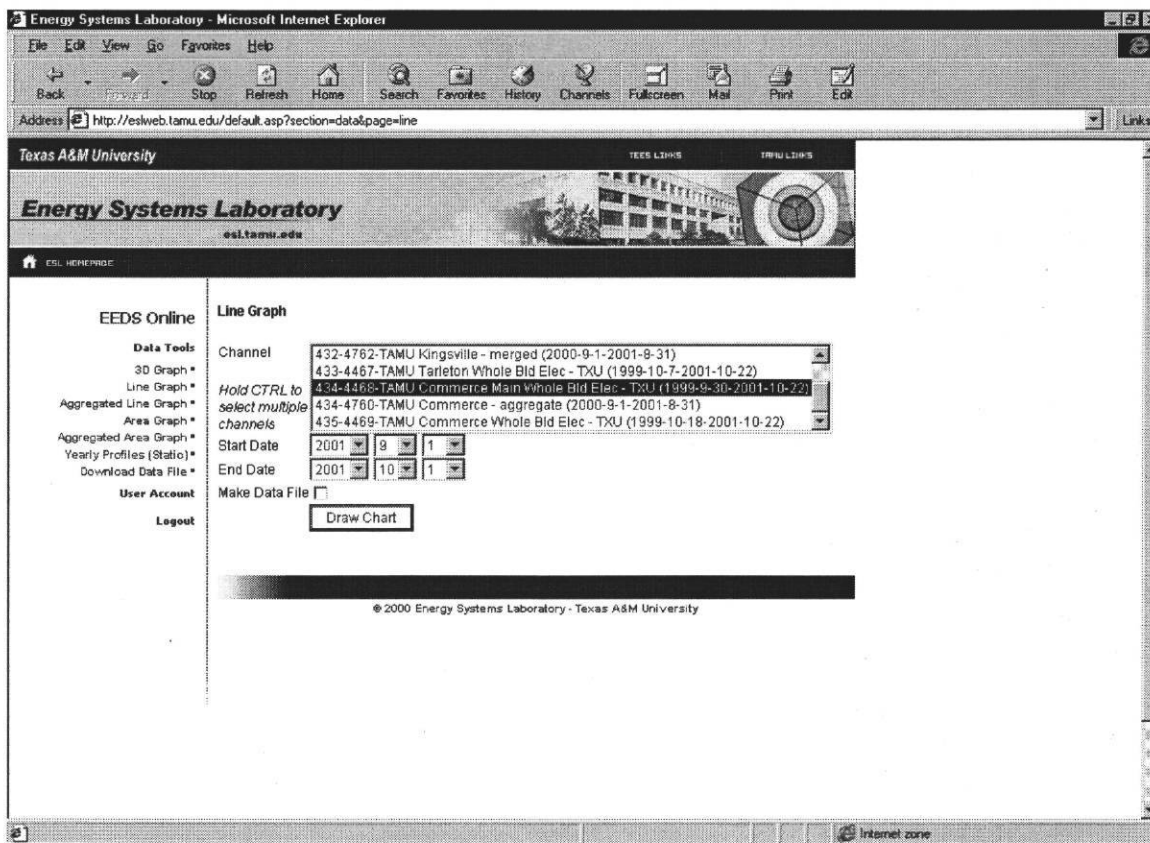 Energy Systems Laboratory - Microsoft Internet Explorer
File Edit View Go Favorites Help
Back Forward Stop Refresh Home Search Favorites History Channels Fullscreen Mail Print Edit
Address http://eslweb.tamu.edu/default.asp?section=data&page=line Links
Texas A&M University TEES LINKS TAMU LINKS
Energy Systems Laboratory
esl.tamu.edu
ESL HOMEPAGE
EEDS Online
Data Tools
3D Graph
Line Graph
Aggregated Line Graph
Area Graph
Aggregated Area Graph
Yearly Profiles (Static)
Download Data File
User Account
Logout
Line Graph
Channel
Hold CTRL to
select multiple
channels
432-4762-TAMU Kingsville - merged (2000-9-1-2001-8-31)
433-4467-TAMU Tarleton Whole Bld Elec - TXU (1999-10-7-2001-10-22)
434-4468-TAMU Commerce Main Whole Bld Elec - TXU (1999-9-30-2001-10-22)
434-4760-TAMU Commerce - aggregate (2000-9-1-2001-8-31)
435-4469-TAMU Commerce Whole Bld Elec - TXU (1999-10-18-2001-10-22)
Start Date 2001 9 1
End Date 2001 10 1
Make Data File
Draw Chart
© 2000 Energy Systems Laboratory - Texas A&M University
Internet zone